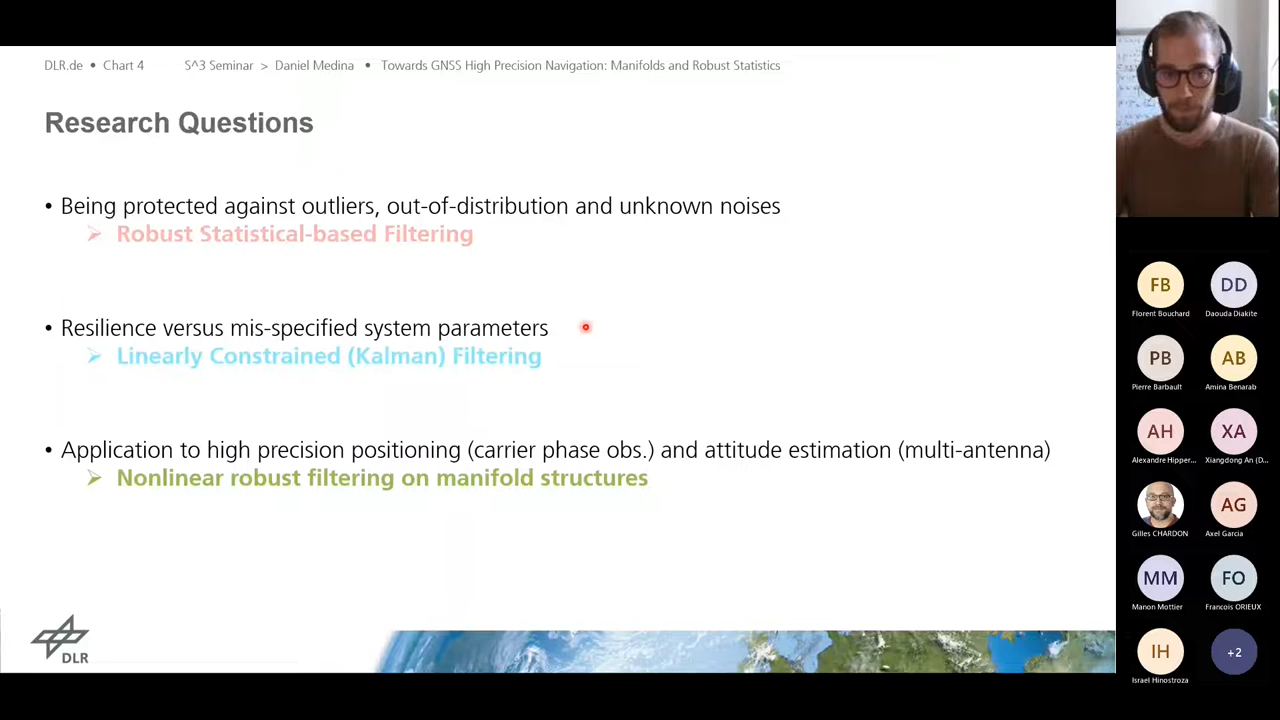 DLR.de • Chart 4 S^3 Seminar > Daniel Medina • Towards GNSS High Precision Navigation: Manifolds and Robust Statistics
Research Questions
• Being protected against outliers, out-of-distribution and unknown noises
➢ Robust Statistical-based Filtering
• Resilience versus mis-specified system parameters
➢ Linearly Constrained (Kalman) Filtering
• Application to high precision positioning (carrier phase obs.) and attitude estimation (multi-antenna)
➢ Nonlinear robust filtering on manifold structures
DLR
FB DD
Florent Bouchard Daouda Diakite
PB AB
Pierre Barbault Amina Benarab
AH XA
Alexandre Hipper... Xiangdong An (D...
AG
Gilles CHARDON Axel Garcia
MM FO
Manon Mottier Francois ORIEUX
IH +2
Israel Hinostroza